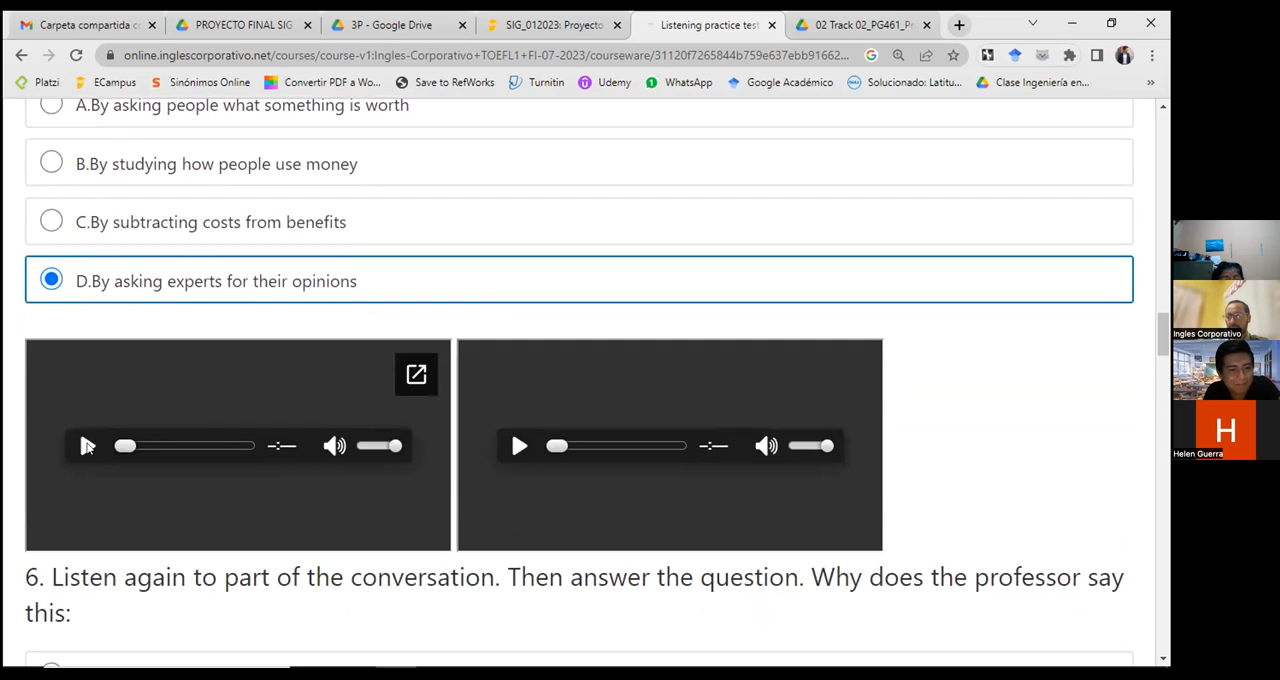 Carpeta compartida c
PROYECTO FINAL SIG
3P - Google Drive
SIG_012023: Proyecto
Listening practice test
02 Track 02_PG461_Pr
online.inglescorporativo.net/courses/course-v1:Ingles-Corporativo+TOEFL1+FI-07-2023/courseware/31120f7265844b759e637ebb91662...
Platzi
ECampus
Sinónimos Online
Convertir PDF a Wo...
Save to RefWorks
Turnitin
Udemy
WhatsApp
Google Académico
Solucionado: Latitu...
Clase Ingeniería en...
»
A.By asking people what something is worth
B.By studying how people use money
C.By subtracting costs from benefits
D.By asking experts for their opinions
-:-- 
-:--
6. Listen again to part of the conversation. Then answer the question. Why does the professor say
this:
Ingles Corporativo
H
Helen Guerra